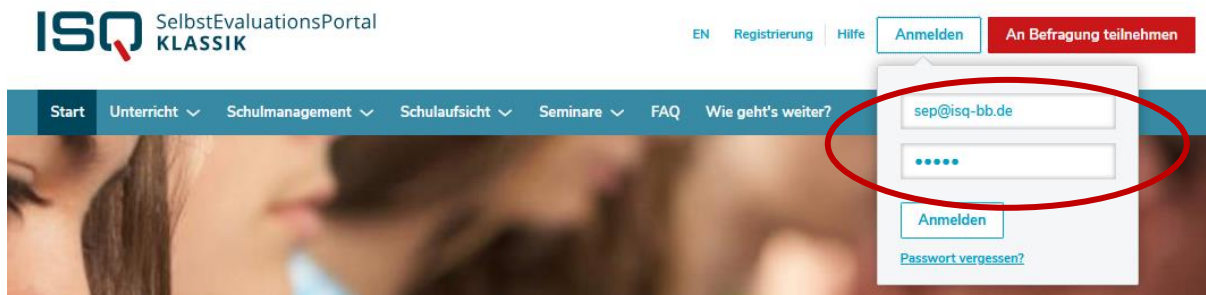 ISQ SelbstEvaluationsPortal
KLASSIK
EN Registrierung Hilfe Anmelden An Befragung teilnehmen
Start Unterricht Schulmanagement Schulaufsicht Seminare FAQ Wie geht's weiter?
sep@isq-bb.de
•••••
Anmelden
Passwort vergessen?